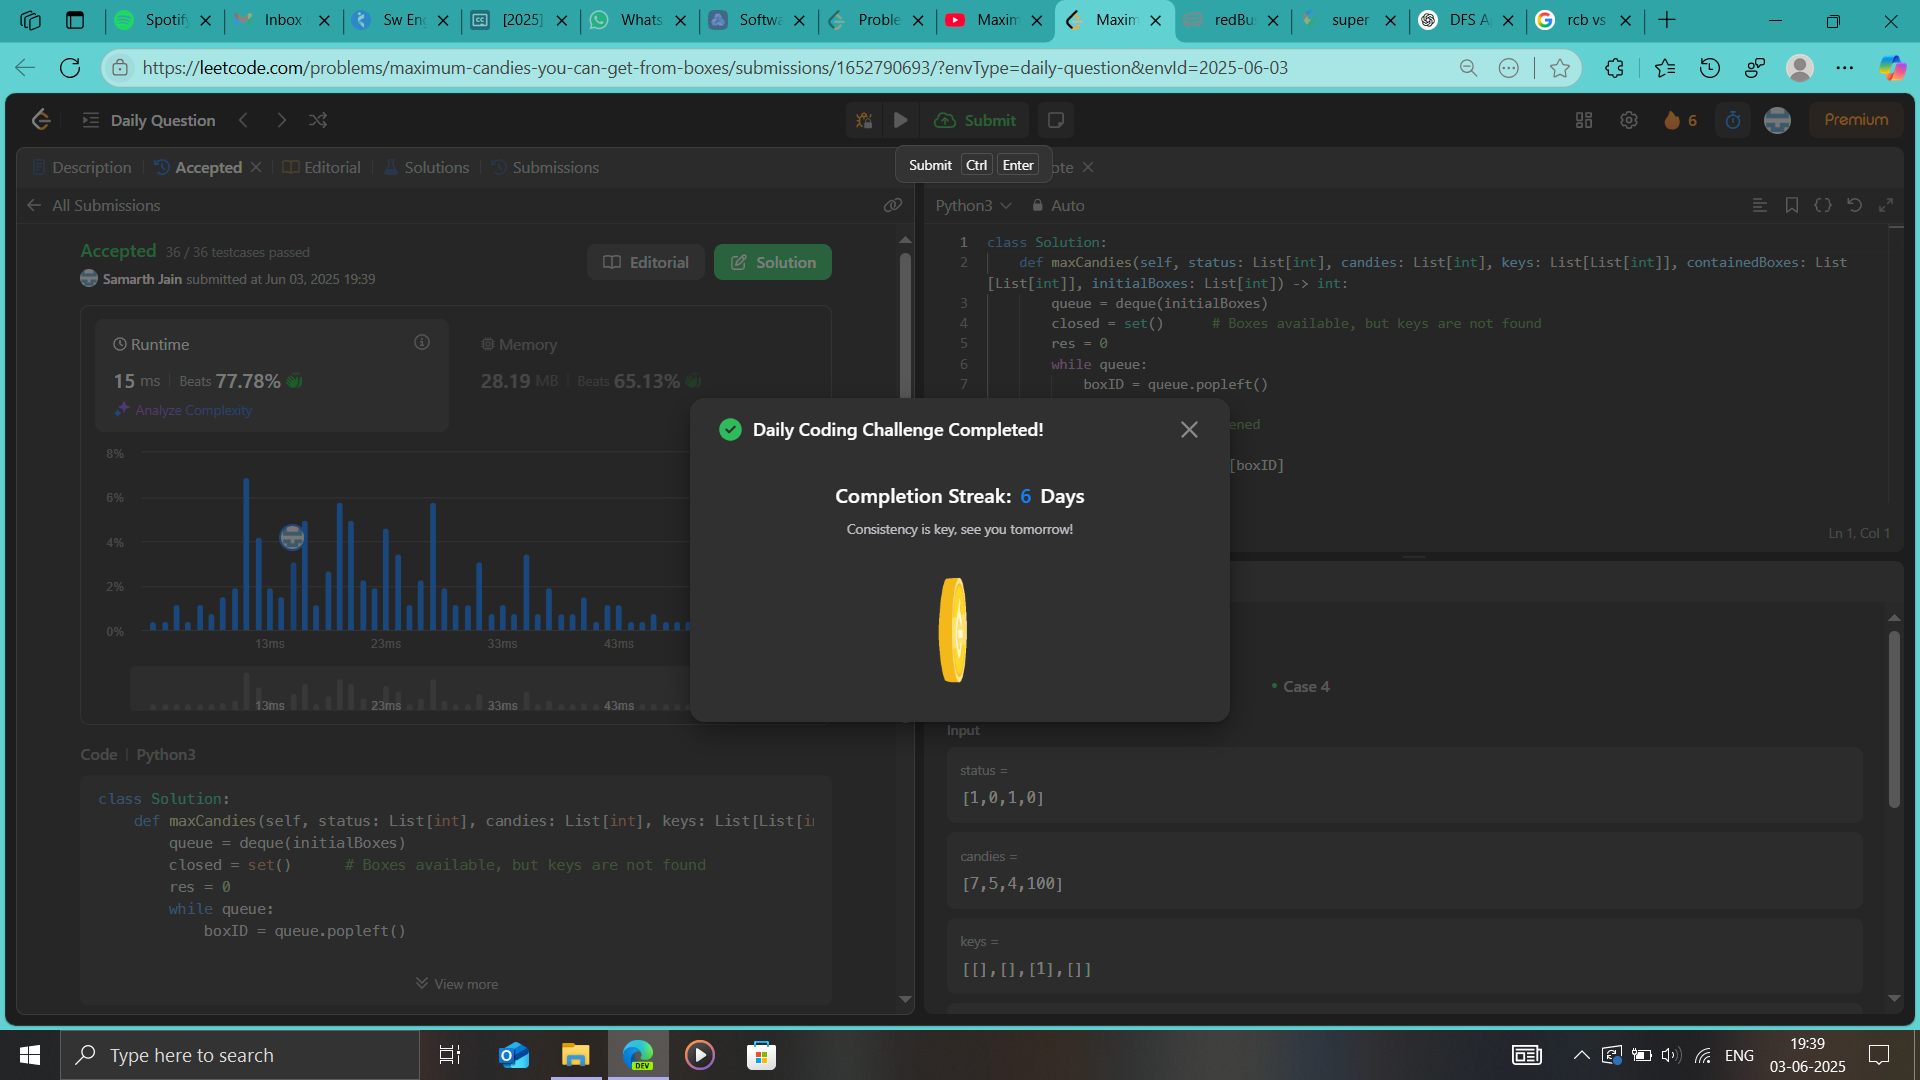 Spotify
Inbox
Sw En
[2025]
Whats
Softwa
Proble
Maxim
Maxim
redBu
super
DFS A
rcb vs
https://leetcode.com/problems/maximum-candies-you-can-get-from-boxes/submissions/1652790693/?envType=daily-question&envId=2025-06-03
Daily Question
Submit
6
Premium
Description
Accepted
Editorial
Solutions
Submissions
Submit Ctrl Enter
ote
All Submissions
Python3
Auto
Accepted 36 / 36 testcases passed
Samarth Jain submitted at Jun 03, 2025 19:39
Editorial
Solution
Runtime
15 ms Beats 77.78%
Analyze Complexity
Memory
28.19 MB Beats 65.13%
8%
6%
4%
2%
0%
13ms 23ms 33ms 43ms
13ms 23ms 33ms 43ms
Code | Python3
class Solution:
def maxCandies(self, status: List[int], candies: List[int], keys: List[List[in
queue = deque(initialBoxes)
closed = set() # Boxes available, but keys are not found
res = 0
while queue:
boxID = queue.popleft()
View more
1 class Solution:
2 def maxCandies(self, status: List[int], candies: List[int], keys: List[List[int]], containedBoxes: List
[List[int]], initialBoxes: List[int]) -> int:
3 queue = deque(initialBoxes)
4 closed = set() # Boxes available, but keys are not found
5 res = 0
6 while queue:
7 boxID = queue.popleft()
ened
[boxID]
Ln 1, Col 1
Daily Coding Challenge Completed!
Completion Streak: 6 Days
Consistency is key, see you tomorrow!
Case 4
Input
status =
[1,0,1,0]
candies =
[7,5,4,100]
keys =
[[],[],[1],[]]
Type here to search
DEV
ENG
19:39
03-06-2025